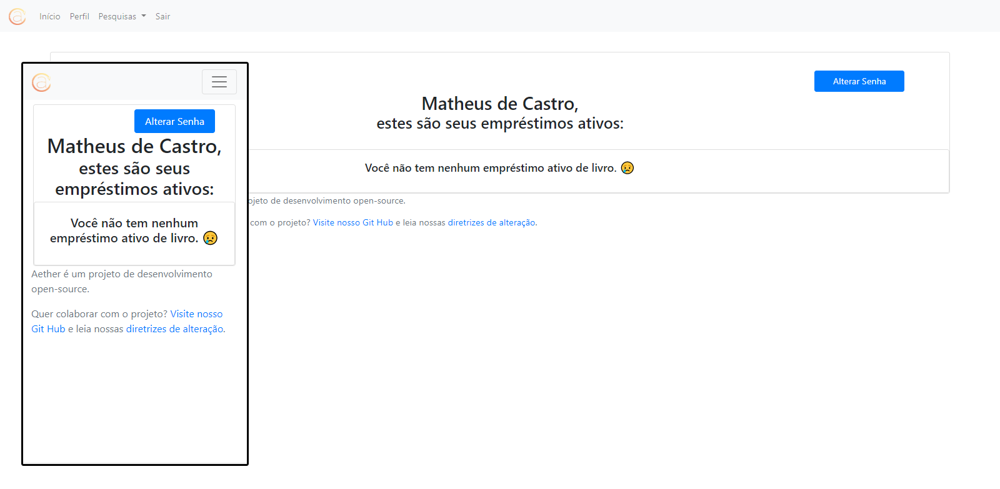 Início Perfil Pesquisas Sair
Alterar Senha
Matheus de Castro,
estes são seus empréstimos ativos:
Você não tem nenhum empréstimo ativo de livro. 😢
ojeto de desenvolvimento open-source.
com o projeto? Visite nosso Git Hub e leia nossas diretrizes de alteração.
Alterar Senha
Matheus de Castro,
estes são seus
empréstimos ativos:
Você não tem nenhum
empréstimo ativo de livro. 😢
Aether é um projeto de desenvolvimento
open-source.
Quer colaborar com o projeto? Visite nosso
Git Hub e leia nossas diretrizes de alteração.